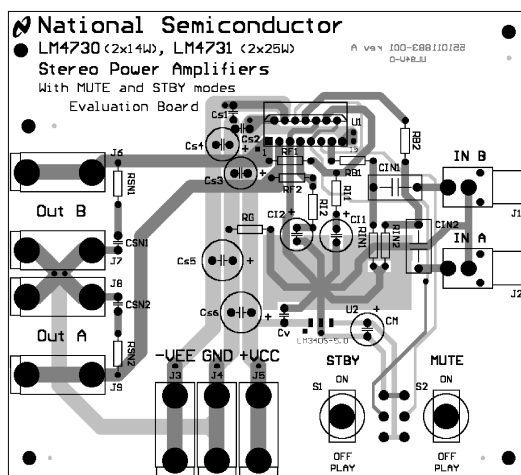 National Semiconductor
LM4730 (2x14W), LM4731 (2x25W)
Stereo Power Amplifiers
With MUTE and STBY modes
Evaluation Board
Cs1
Cs2
U1
Cs4
J6
RB2
RSN1
RF1
RB1
CIN1
IN B
Cs3
RF2
RI2
RI1
J1
Out B
CI2
CI1
RG
RIN1
RIN2
CIN2
CSN1
J7
IN A
Cs5
J8
CSN2
J2
Cs6
Cv
U2
CM
Out A
LM340S-5.0
RSN2
-VEE GND +VCC
STBY
MUTE
J9
J3
J4
J5
S1
ON
S2
ON
OFF
PLAY
OFF
PLAY